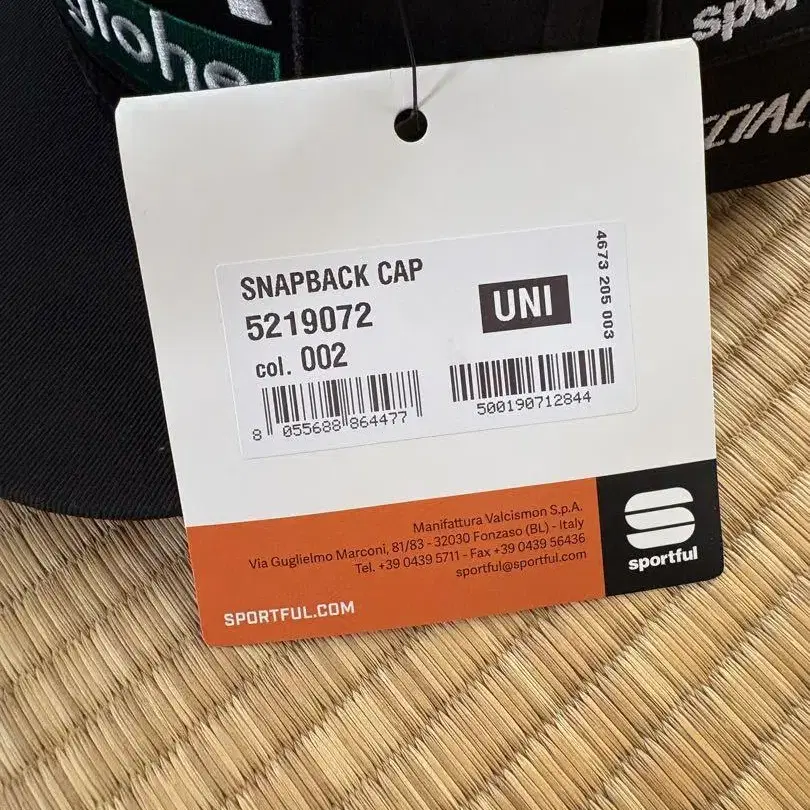 grohe
SNAPBACK CAP
5219072
col. 002
UNI
4673 205 003
8 055688 864477
500190712844
Manifattura Valcismon S.p.A.
Via Guglielmo Marconi, 81/83 - 32030 Fonzaso (BL) - Italy
Tel. +39 0439 5711 - Fax +39 0439 56436
sportful@sportful.com
SPORTFUL.COM
sportful